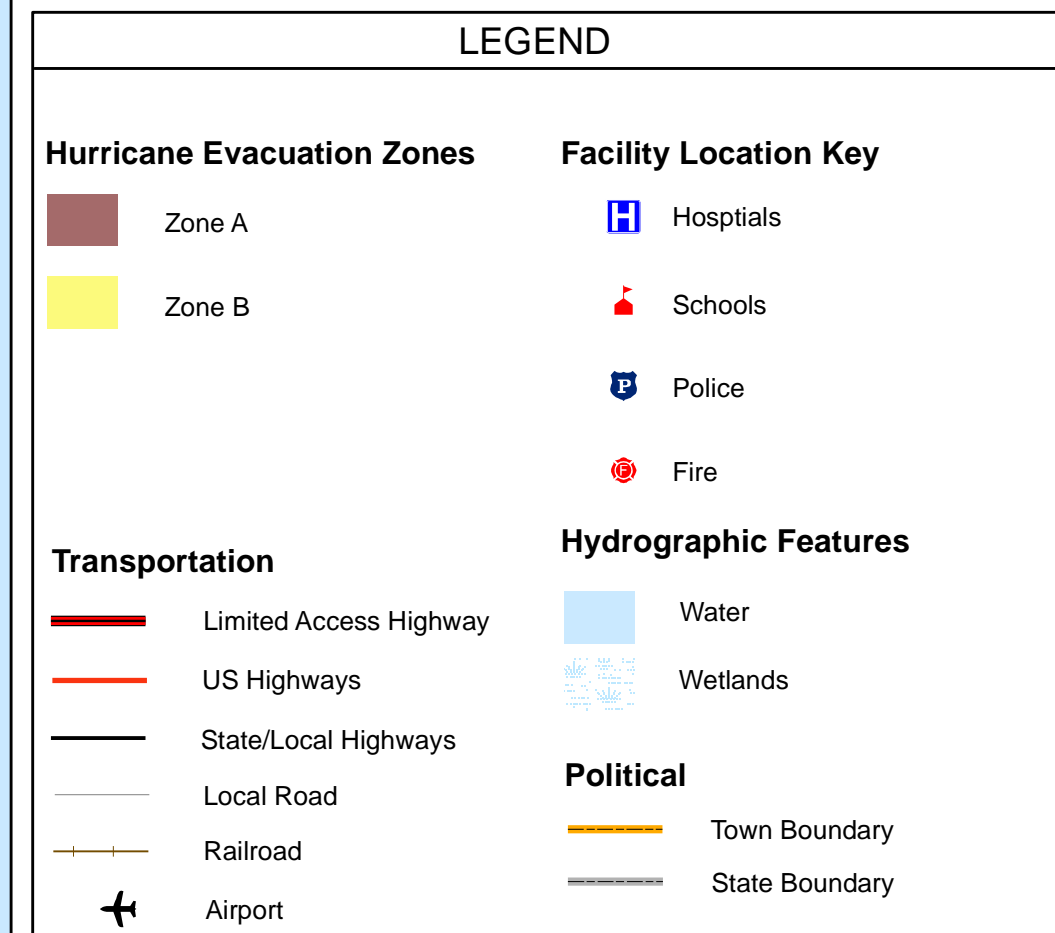 LEGEND
Hurricane Evacuation Zones
Zone A
Zone B
Facility Location Key
H Hosptials
Schools
P Police
F Fire
Transportation
Limited Access Highway
US Highways
State/Local Highways
Local Road
Railroad
Airport
Hydrographic Features
Water
Wetlands
Political
Town Boundary
State Boundary